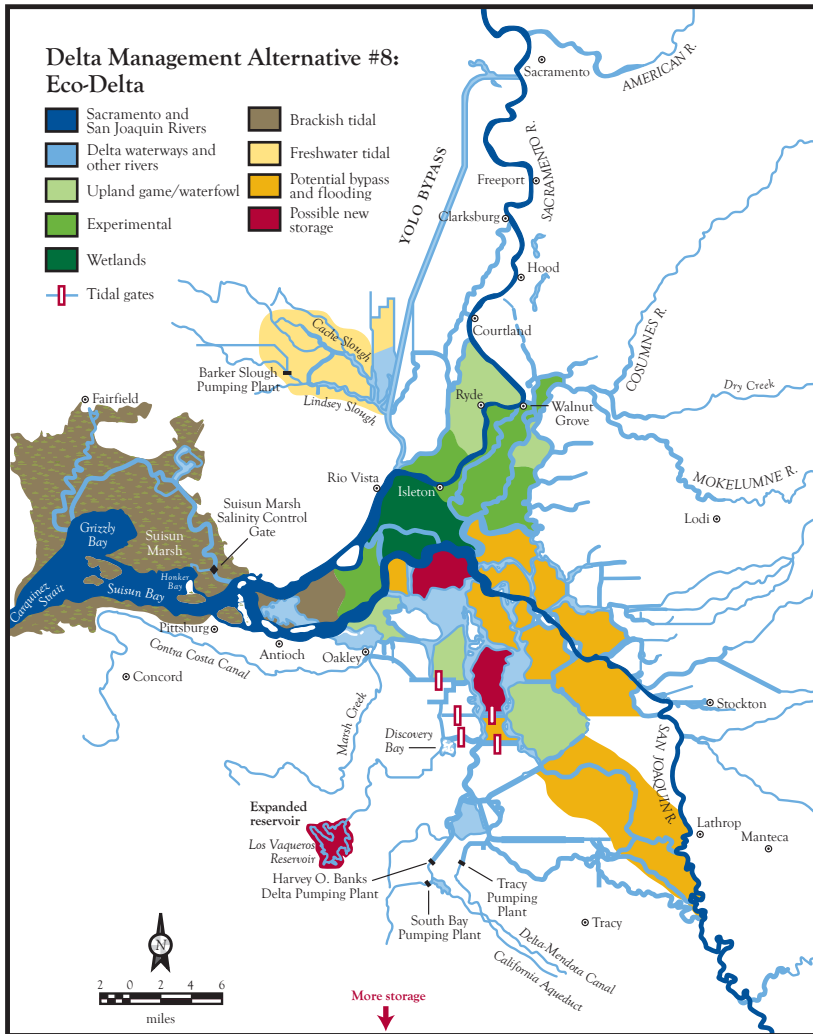 Delta Management Alternative #8:
Eco-Delta
Sacramento and
San Joaquin Rivers
Delta waterways and
other rivers
Upland game/waterfowl
Experimental
Wetlands
Tidal gates
Brackish tidal
Freshwater tidal
Potential bypass
and flooding
Possible new
storage
Sacramento
AMERICAN R.
YOLO BYPASS
SACRAMENTO R.
Freeport
Clarksburg
Hood
Courtland
COSUMNES R.
Cache Slough
Barker Slough
Pumping Plant
Lindsey Slough
Fairfield
Ryde
Walnut
Grove
Dry Creek
MOKELUMNE R.
Rio Vista
Isleton
Lodi
Suisun Marsh
Salinity Control
Gate
Grizzly
Bay
Suisun
Marsh
Honker
Bay
Suisun Bay
Carquinez
Strait
Pittsburg
Antioch
Oakley
Contra Costa Canal
Concord
Marsh Creek
Discovery
Bay
Stockton
SAN JOAQUIN R.
Expanded
reservoir
Los Vaqueros
Reservoir
Lathrop
Manteca
Harvey O. Banks
Delta Pumping Plant
Tracy
Pumping
Plant
South Bay
Pumping Plant
Tracy
Delta-Mendota Canal
California Aqueduct
N
2 0 2 4 6
miles
More storage